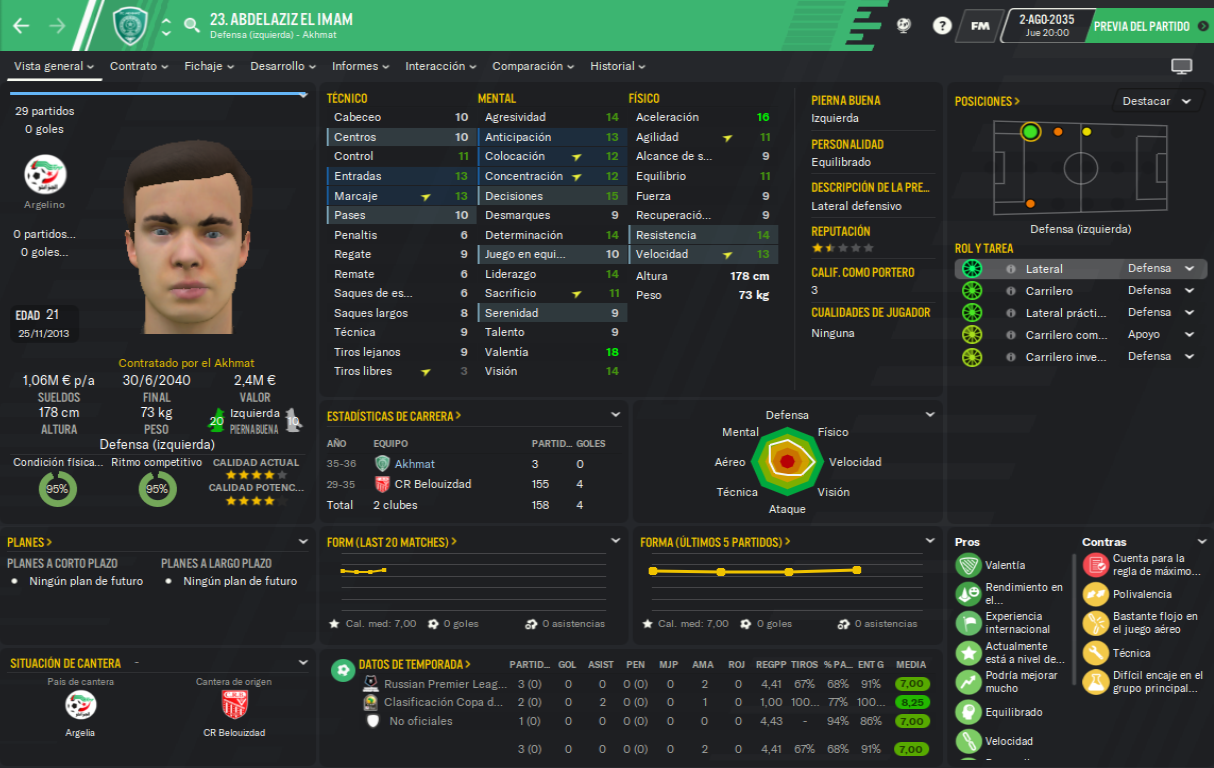 23. ABDELAZIZ EL IMAM
Defensa (izquierda) - Akhmat
FM
2-AGO-2035
Jue 20:00
PREVIA DEL PARTIDO
Vista general
Contrato
Fichaje
Desarrollo
Informes
Interacción
Comparación
Historial
29 partidos
0 goles
Argelino
0 partidos...
0 goles...
EDAD 21
25/11/2013
Contratado por el Akhmat
1,06M € p/a
SUELDOS
30/6/2040
FINAL
2,4M €
VALOR
178 cm
ALTURA
73 kg
PESO
20 Izquierda 10
PIERNA BUENA
Defensa (izquierda)
Condición física...
95%
Ritmo competitivo
95%
CALIDAD ACTUAL
CALIDAD POTENC...
TÉCNICO
Cabeceo 10
Centros 10
Control 11
Entradas 13
Marcaje 13
Pases 10
Penaltis 6
Regate 9
Remate 6
Saques de es... 6
Saques largos 8
Técnica 9
Tiros lejanos 9
Tiros libres 3
MENTAL
Agresividad 14
Anticipación 13
Colocación 12
Concentración 12
Decisiones 15
Desmarques 9
Determinación 14
Juego en equi... 10
Liderazgo 14
Sacrificio 11
Serenidad 9
Talento 9
Valentía 18
Visión 14
FÍSICO
Aceleración 16
Agilidad 11
Alcance de s... 9
Equilibrio 11
Fuerza 9
Recuperació... 9
Resistencia 14
Velocidad 13
Altura 178 cm
Peso 73 kg
PIERNA BUENA
Izquierda
PERSONALIDAD
Equilibrado
DESCRIPCIÓN DE LA PRE...
Lateral defensivo
REPUTACIÓN
CALIF. COMO PORTERO
3
CUALIDADES DE JUGADOR
Ninguna
POSICIONES >
Destacar
Defensa (izquierda)
ROL Y TAREA
Lateral Defensa
Carrilero Defensa
Lateral prácti... Defensa
Carrilero com... Apoyo
Carrilero inve... Defensa
ESTADÍSTICAS DE CARRERA >
AÑO EQUIPO PARTID... GOLES
35-36 Akhmat 3 0
29-35 CR Belouizdad 155 4
Total 2 clubes 158 4
Defensa
Físico
Velocidad
Visión
Ataque
Técnica
Aéreo
Mental
PLANES >
PLANES A CORTO PLAZO
Ningún plan de futuro
PLANES A LARGO PLAZO
Ningún plan de futuro
FORM (LAST 20 MATCHES) >
Cal. med: 7,00 0 goles 0 asistencias
FORMA (ÚLTIMOS 5 PARTIDOS) >
Cal. med: 7,00 0 goles 0 asistencias
Pros
Valentía
Rendimiento en
el...
Experiencia
internacional
Actualmente
está a nivel de...
Podría mejorar
mucho
Equilibrado
Velocidad
Contras
Cuenta para la
regla de máximo...
Polivalencia
Bastante flojo en
el juego aéreo
Técnica
Difícil encaje en el
grupo principal...
SITUACIÓN DE CANTERA -
País de cantera
Argelia
Cantera de origen
CR Belouizdad
DATOS DE TEMPORADA > PARTID... GOL ASIST PEN MJP AMA ROJ REGPP TIROS % PA... ENT G MEDIA
Russian Premier Leag... 3 (0) 0 0 0 (0) 0 2 0 4,41 67% 68% 91% 7,00
Clasificación Copa d... 2 (0) 0 2 0 (0) 0 1 0 1,00 100... 77% 100... 8,25
No oficiales 1 (0) 0 0 0 (0) 0 0 0 4,43 - 94% 86% 7,00
3 (0) 0 0 0 (0) 0 2 0 4,41 67% 68% 91% 7,00